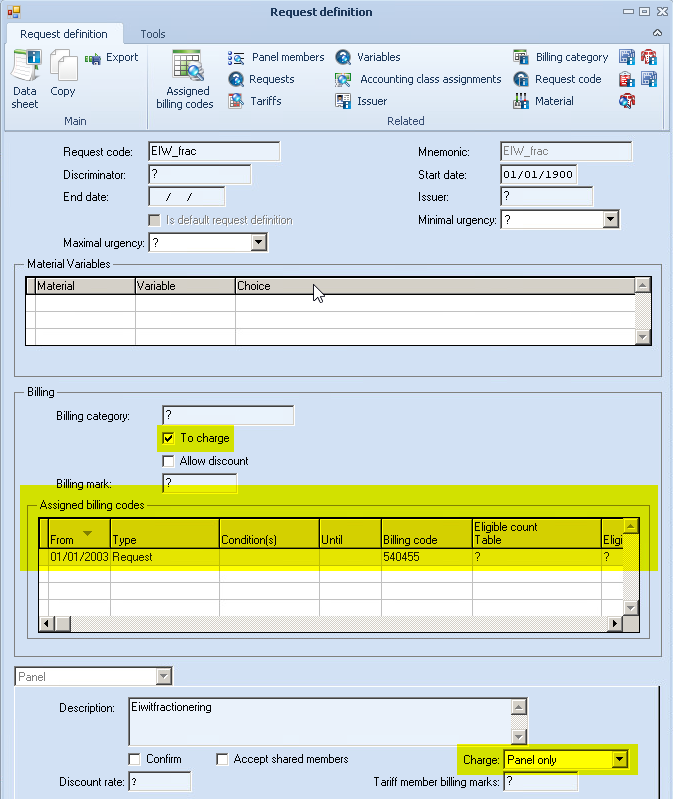 Request definition
Request definition Tools
Data sheet
Copy
Export
Main
Assigned billing codes
Panel members
Requests
Tariffs
Variables
Accounting class assignments
Issuer
Billing category
Request code
Material
Related
Request code: EIW_frac
Mnemonic: EIW_frac
Discriminator: ?
Start date: 01/01/1900
End date: / /
Issuer: ?
Is default request definition
Minimal urgency: ?
Maximal urgency: ?
Material Variables
Material Variable Choice
Billing
Billing category: ?
To charge
Allow discount
Billing mark: ?
Assigned billing codes
From Type Condition(s) Until Billing code Eligible count Table Eligi
01/01/2003 Request 540455 ? ?
Panel
Description: Eiwitfractionering
Confirm Accept shared members
Charge: Panel only
Discount rate: ?
Tariff member billing marks: ?